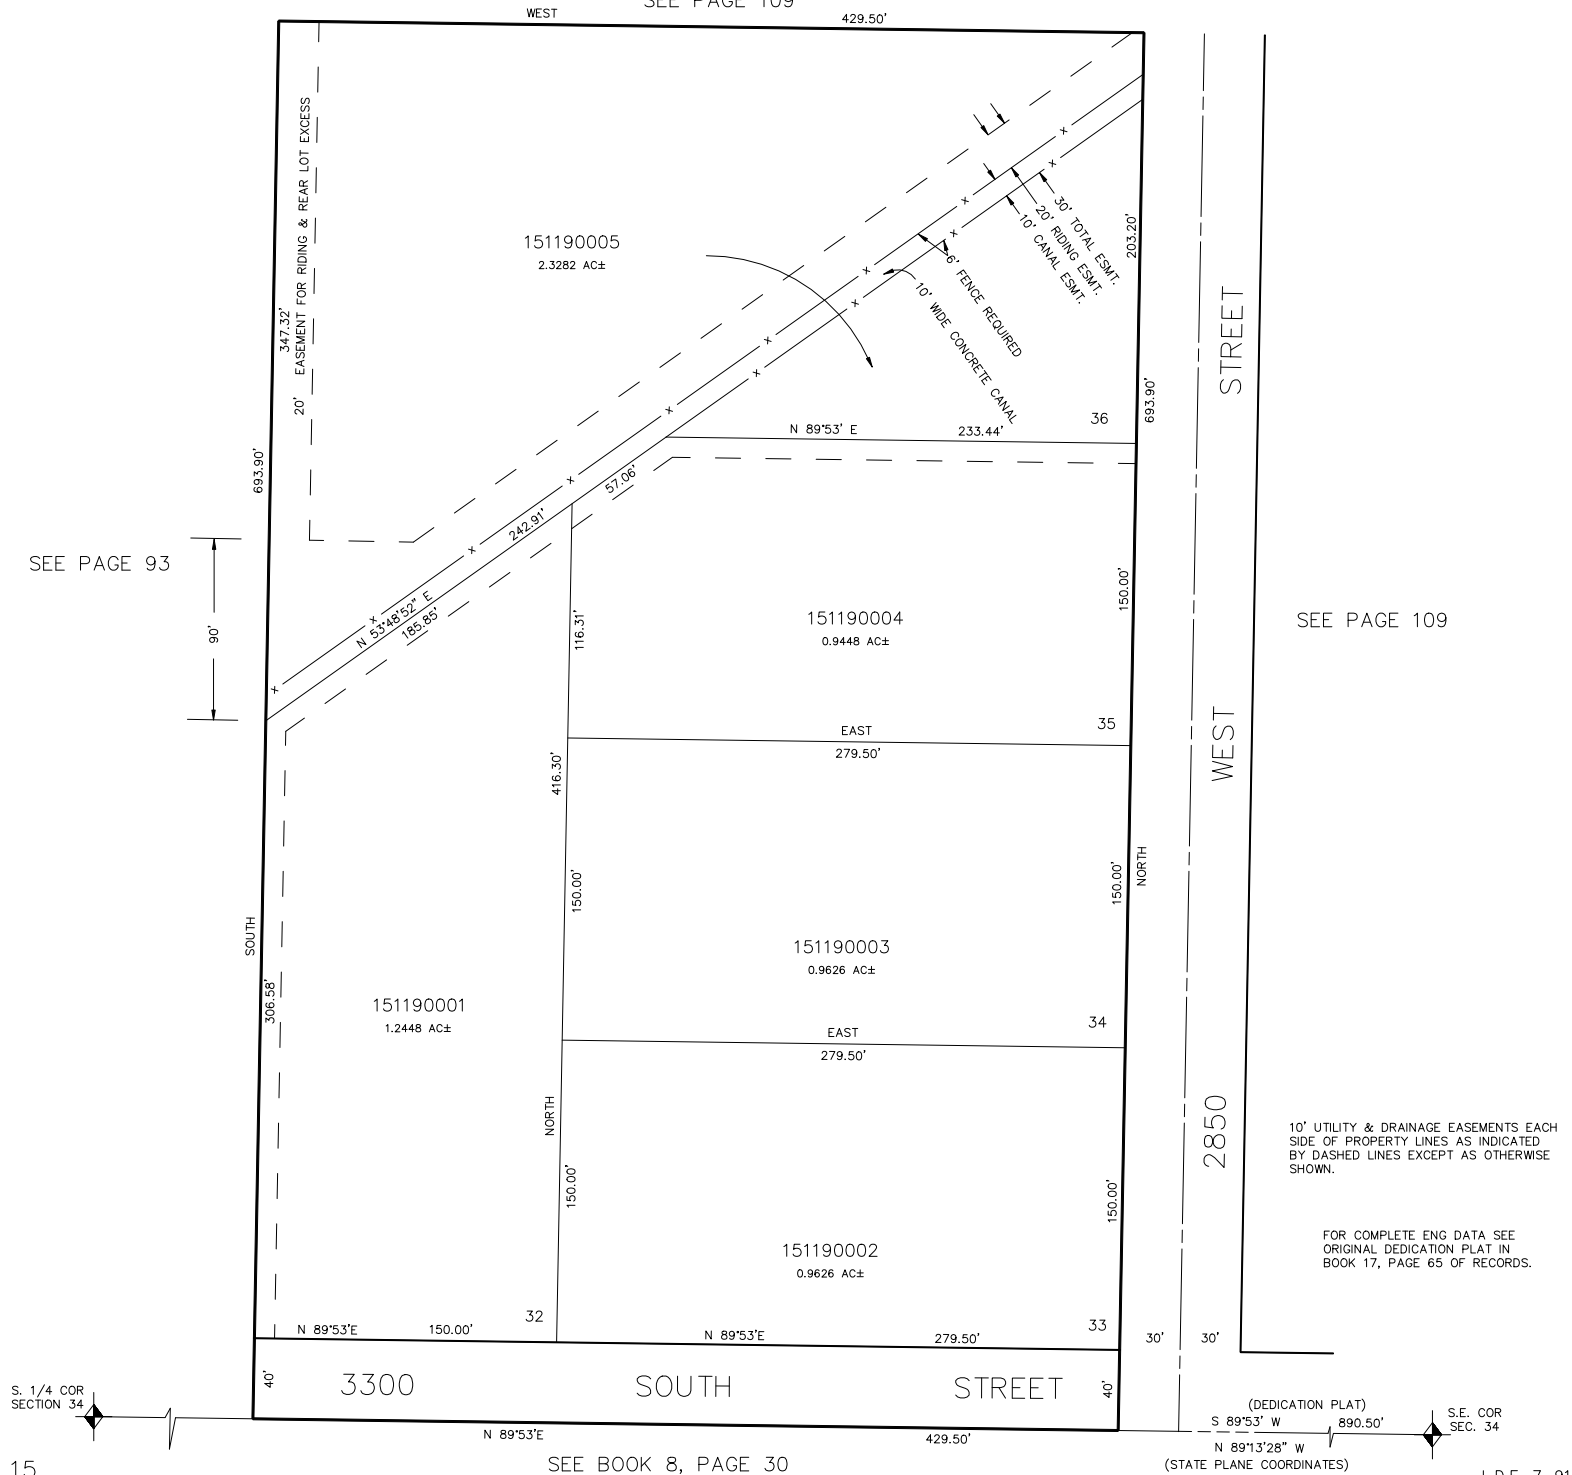 SEE PAGE 109
WEST
429.50'
20' EASEMENT FOR RIDING & REAR LOT EXCESS
347.32'
693.90'
151190005
2.3282 AC±
30' TOTAL ESMT.
20' RIDING ESMT.
10' CANAL ESMT.
6' FENCE REQUIRED
10' WIDE CONCRETE CANAL
203.20'
693.90'
36
N 89°53' E
233.44'
57.06'
242.91'
N 53°48'52" E
185.85'
SEE PAGE 93
90'
STREET
WEST
2850
SEE PAGE 109
116.31'
151190004
0.9448 AC±
150.00'
35
EAST
279.50'
416.30'
150.00'
151190003
0.9626 AC±
150.00'
NORTH
34
EAST
279.50'
SOUTH
306.58'
151190001
1.2448 AC±
NORTH
150.00'
151190002
0.9626 AC±
150.00'
32
33
N 89°53'E
150.00'
N 89°53'E
279.50'
30'
30'
10' UTILITY & DRAINAGE EASEMENTS EACH
SIDE OF PROPERTY LINES AS INDICATED
BY DASHED LINES EXCEPT AS OTHERWISE
SHOWN.
FOR COMPLETE ENG DATA SEE
ORIGINAL DEDICATION PLAT IN
BOOK 17, PAGE 65 OF RECORDS.
40'
3300 SOUTH STREET
40'
S. 1/4 COR
SECTION 34
N 89°53'E
429.50'
(DEDICATION PLAT)
S 89°53' W
890.50'
N 89°13'28" W
(STATE PLANE COORDINATES)
S.E. COR
SEC. 34
SEE BOOK 8, PAGE 30
15